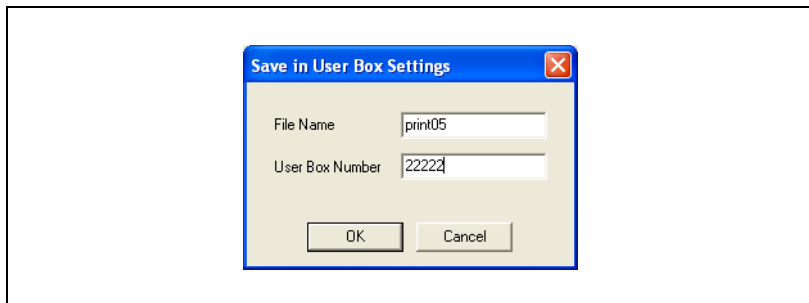 Save in User Box Settings
File Name print05
User Box Number 22222
OK Cancel